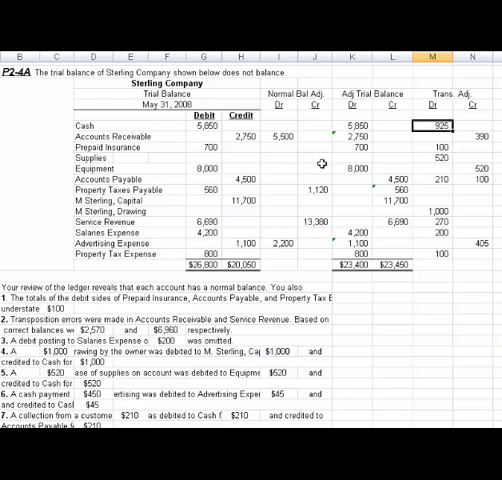 B C D E F G H I J K L M N
P2-4A The trial balance of Sterling Company shown below does not balance.
Sterling Company
Trial Balance Normal Bal Adj. Adj Trial Balance Trans. Adj.
May 31, 2008 Dr Cr Dr Cr Dr Cr
Debit Credit
Cash 5,850 5,850 925
Accounts Receivable 2,750 5,500 2,750 390
Prepaid Insurance 700 700 100
Supplies 520
Equipment 8,000 8,000 520
Accounts Payable 4,500 4,500 210 100
Property Taxes Payable 560 1,120 560
M Sterling, Capital 11,700 11,700
M Sterling, Drawing 1,000
Service Revenue 6,690 13,380 6,690 270
Salaries Expense 4,200 4,200 200
Advertising Expense 1,100 2,200 1,100 405
Property Tax Expense 800 800 100
$26,800 $20,050 $23,400 $23,450
Your review of the ledger reveals that each account has a normal balance. You also
1. The totals of the debit sides of Prepaid Insurance, Accounts Payable, and Property Tax E
understate $100
2. Transposition errors were made in Accounts Receivable and Service Revenue. Based on
correct balances w $2,570 and $6,960 respectively.
3. A debit posting to Salaries Expense o $200 was omitted.
4. A $1,000 rawing by the owner was debited to M. Sterling, Cap $1,000 and
credited to Cash for $1,000
5. A $520 ase of supplies on account was debited to Equipme $520 and
credited to Cash for $520
6. A cash payment $450 ertising was debited to Advertising Exper $45 and
and credited to Casl $45
7. A collection from a custome $210 as debited to Cash f $210 and credited to
Accounts Payable f $210